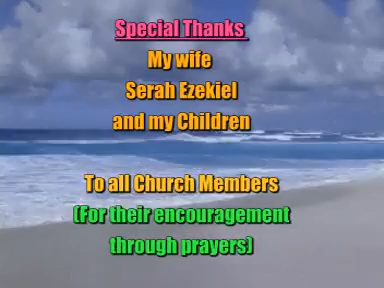 Special Thanks
My wife
Serah Ezekiel
and my Children
To all Church Members
(For their encouragement
through prayers)